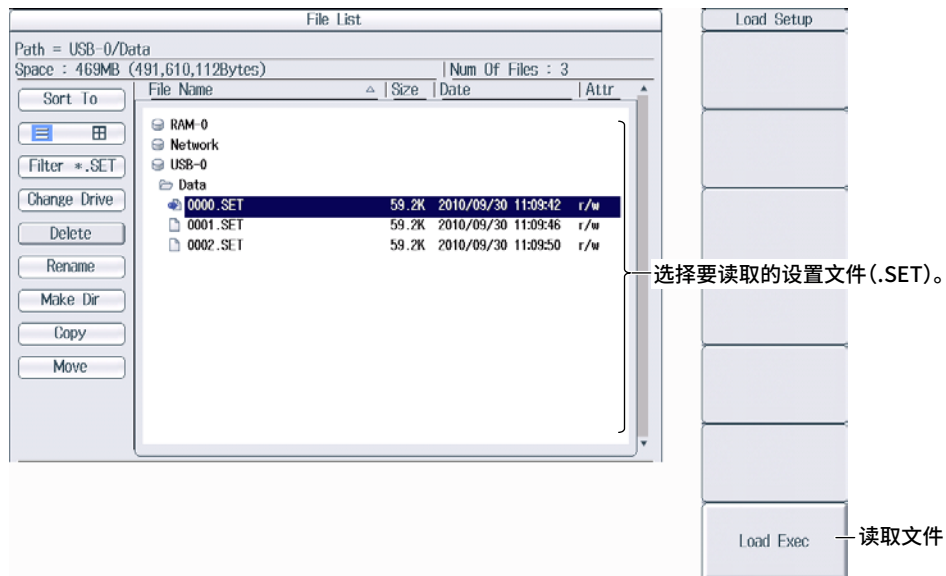 File List
Load Setup
Path = USB-0/Data
Space : 469MB (491,610,112Bytes) Num Of Files : 3
File Name Size Date Attr
Sort To
Filter *.SET
Change Drive
Delete
Rename
Make Dir
Copy
Move
RAM-0
Network
USB-0
Data
0000.SET 59.2K 2010/09/30 11:09:42 r/w
0001.SET 59.2K 2010/09/30 11:09:46 r/w
0002.SET 59.2K 2010/09/30 11:09:50 r/w
选择要读取的设置文件(.SET)。
Load Exec
读取文件